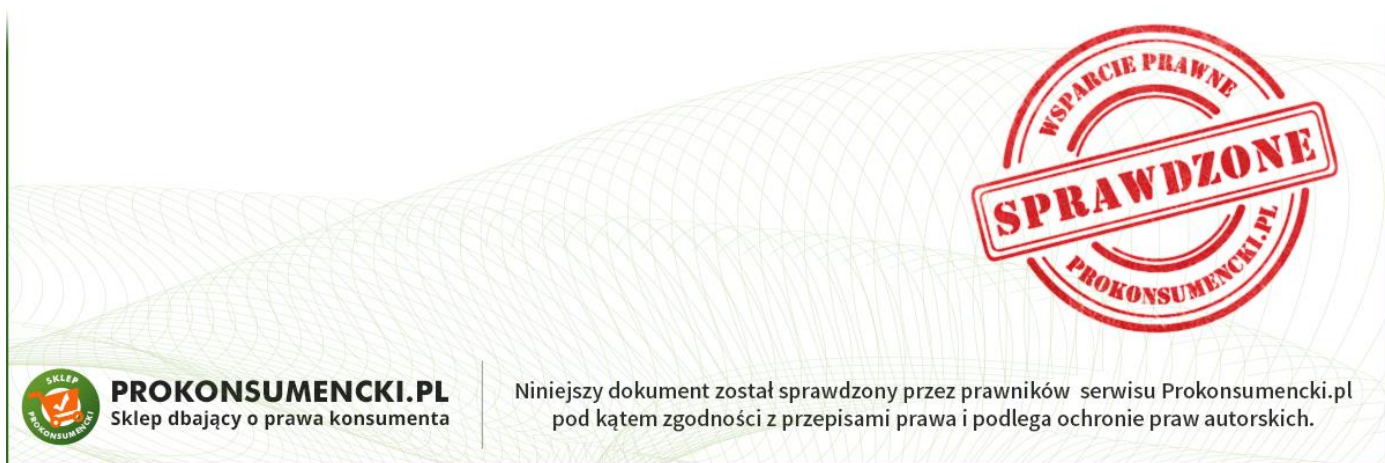 WSPARCIE PRAWNE
SPRAWDZONE
PROKONSUMENCKI.PL
SKLEP
PROKONSUMENCKI
PROKONSUMENCKI.PL
Sklep dbający o prawa konsumenta
Niniejszy dokument został sprawdzony przez prawników serwisu Prokonsumencki.pl
pod kątem zgodności z przepisami prawa i podlega ochronie praw autorskich.